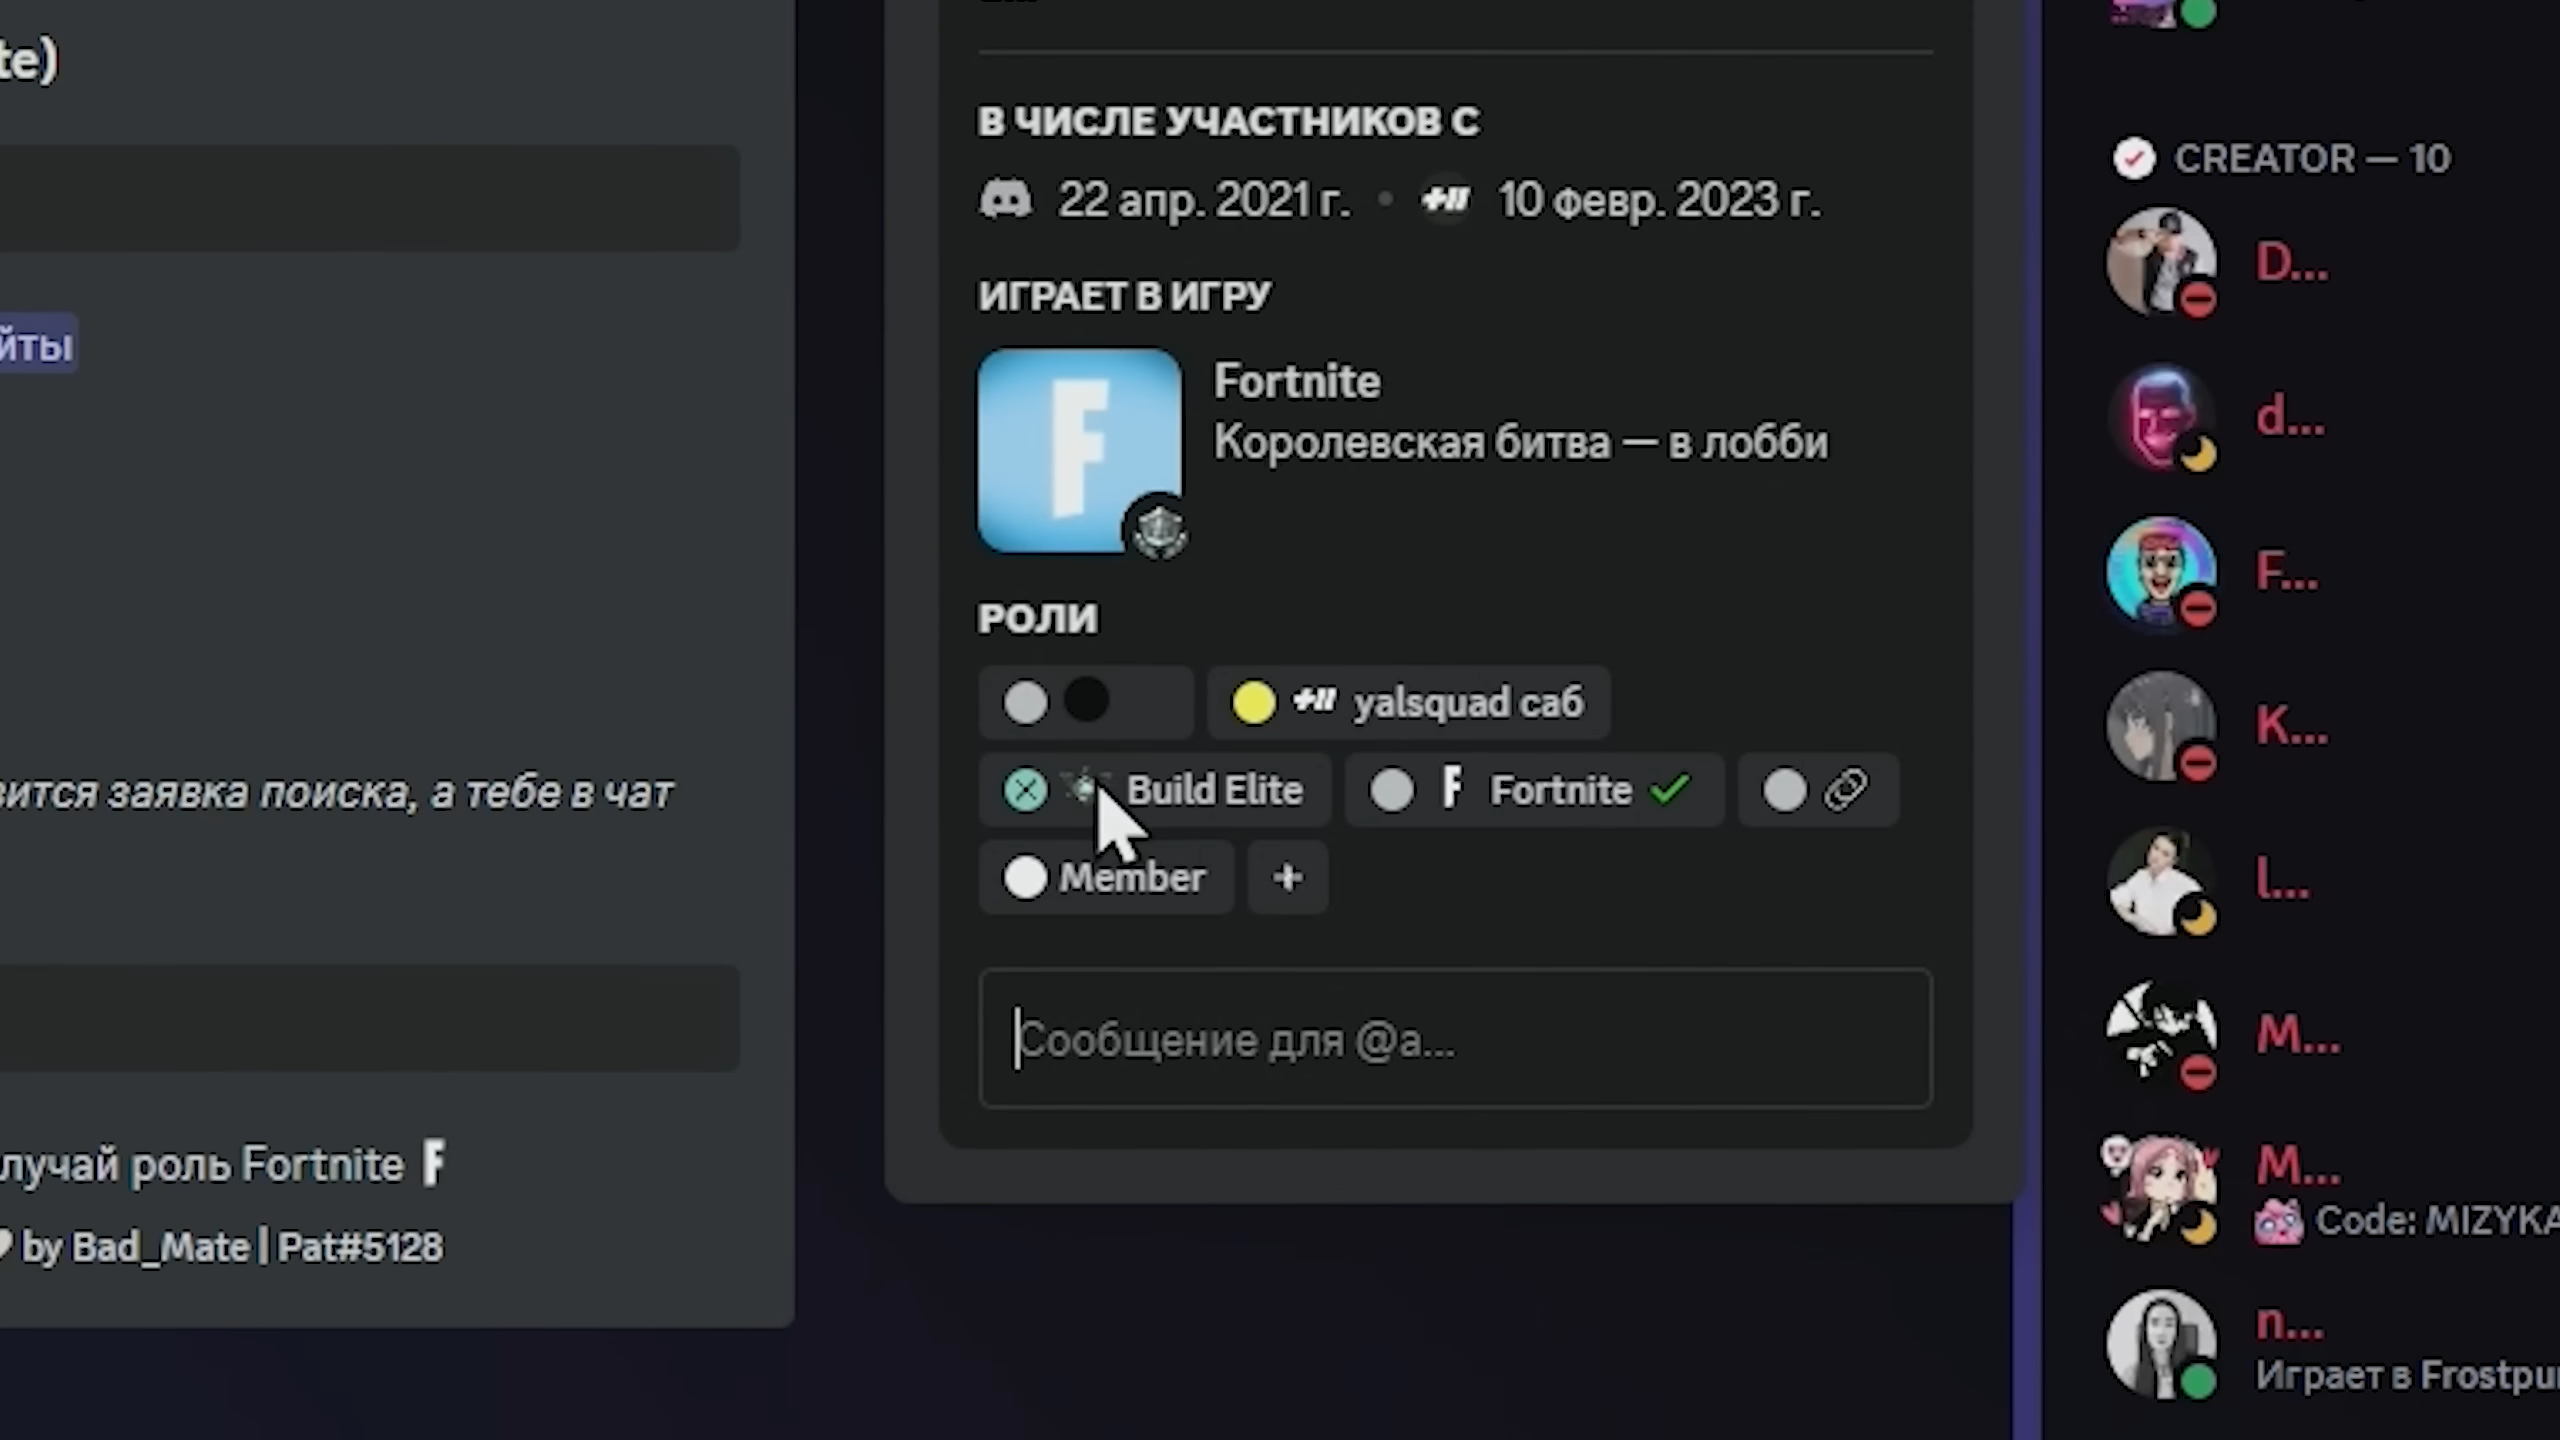 te)
йты
вится заявка поиска, а тебе в чат
лучай роль Fortnite
by Bad_Mate | Pat#5128
В ЧИСЛЕ УЧАСТНИКОВ С
22 апр. 2021 г. • 10 февр. 2023 г.
ИГРАЕТ В ИГРУ
Fortnite
Королевская битва — в лобби
РОЛИ
yalsquad саб
Build Elite
Fortnite
Member
+
Сообщение для @a...
CREATOR — 10
D...
d...
F...
K...
l...
M...
M...
Code: MIZYKA
n...
Играет в Frostpu